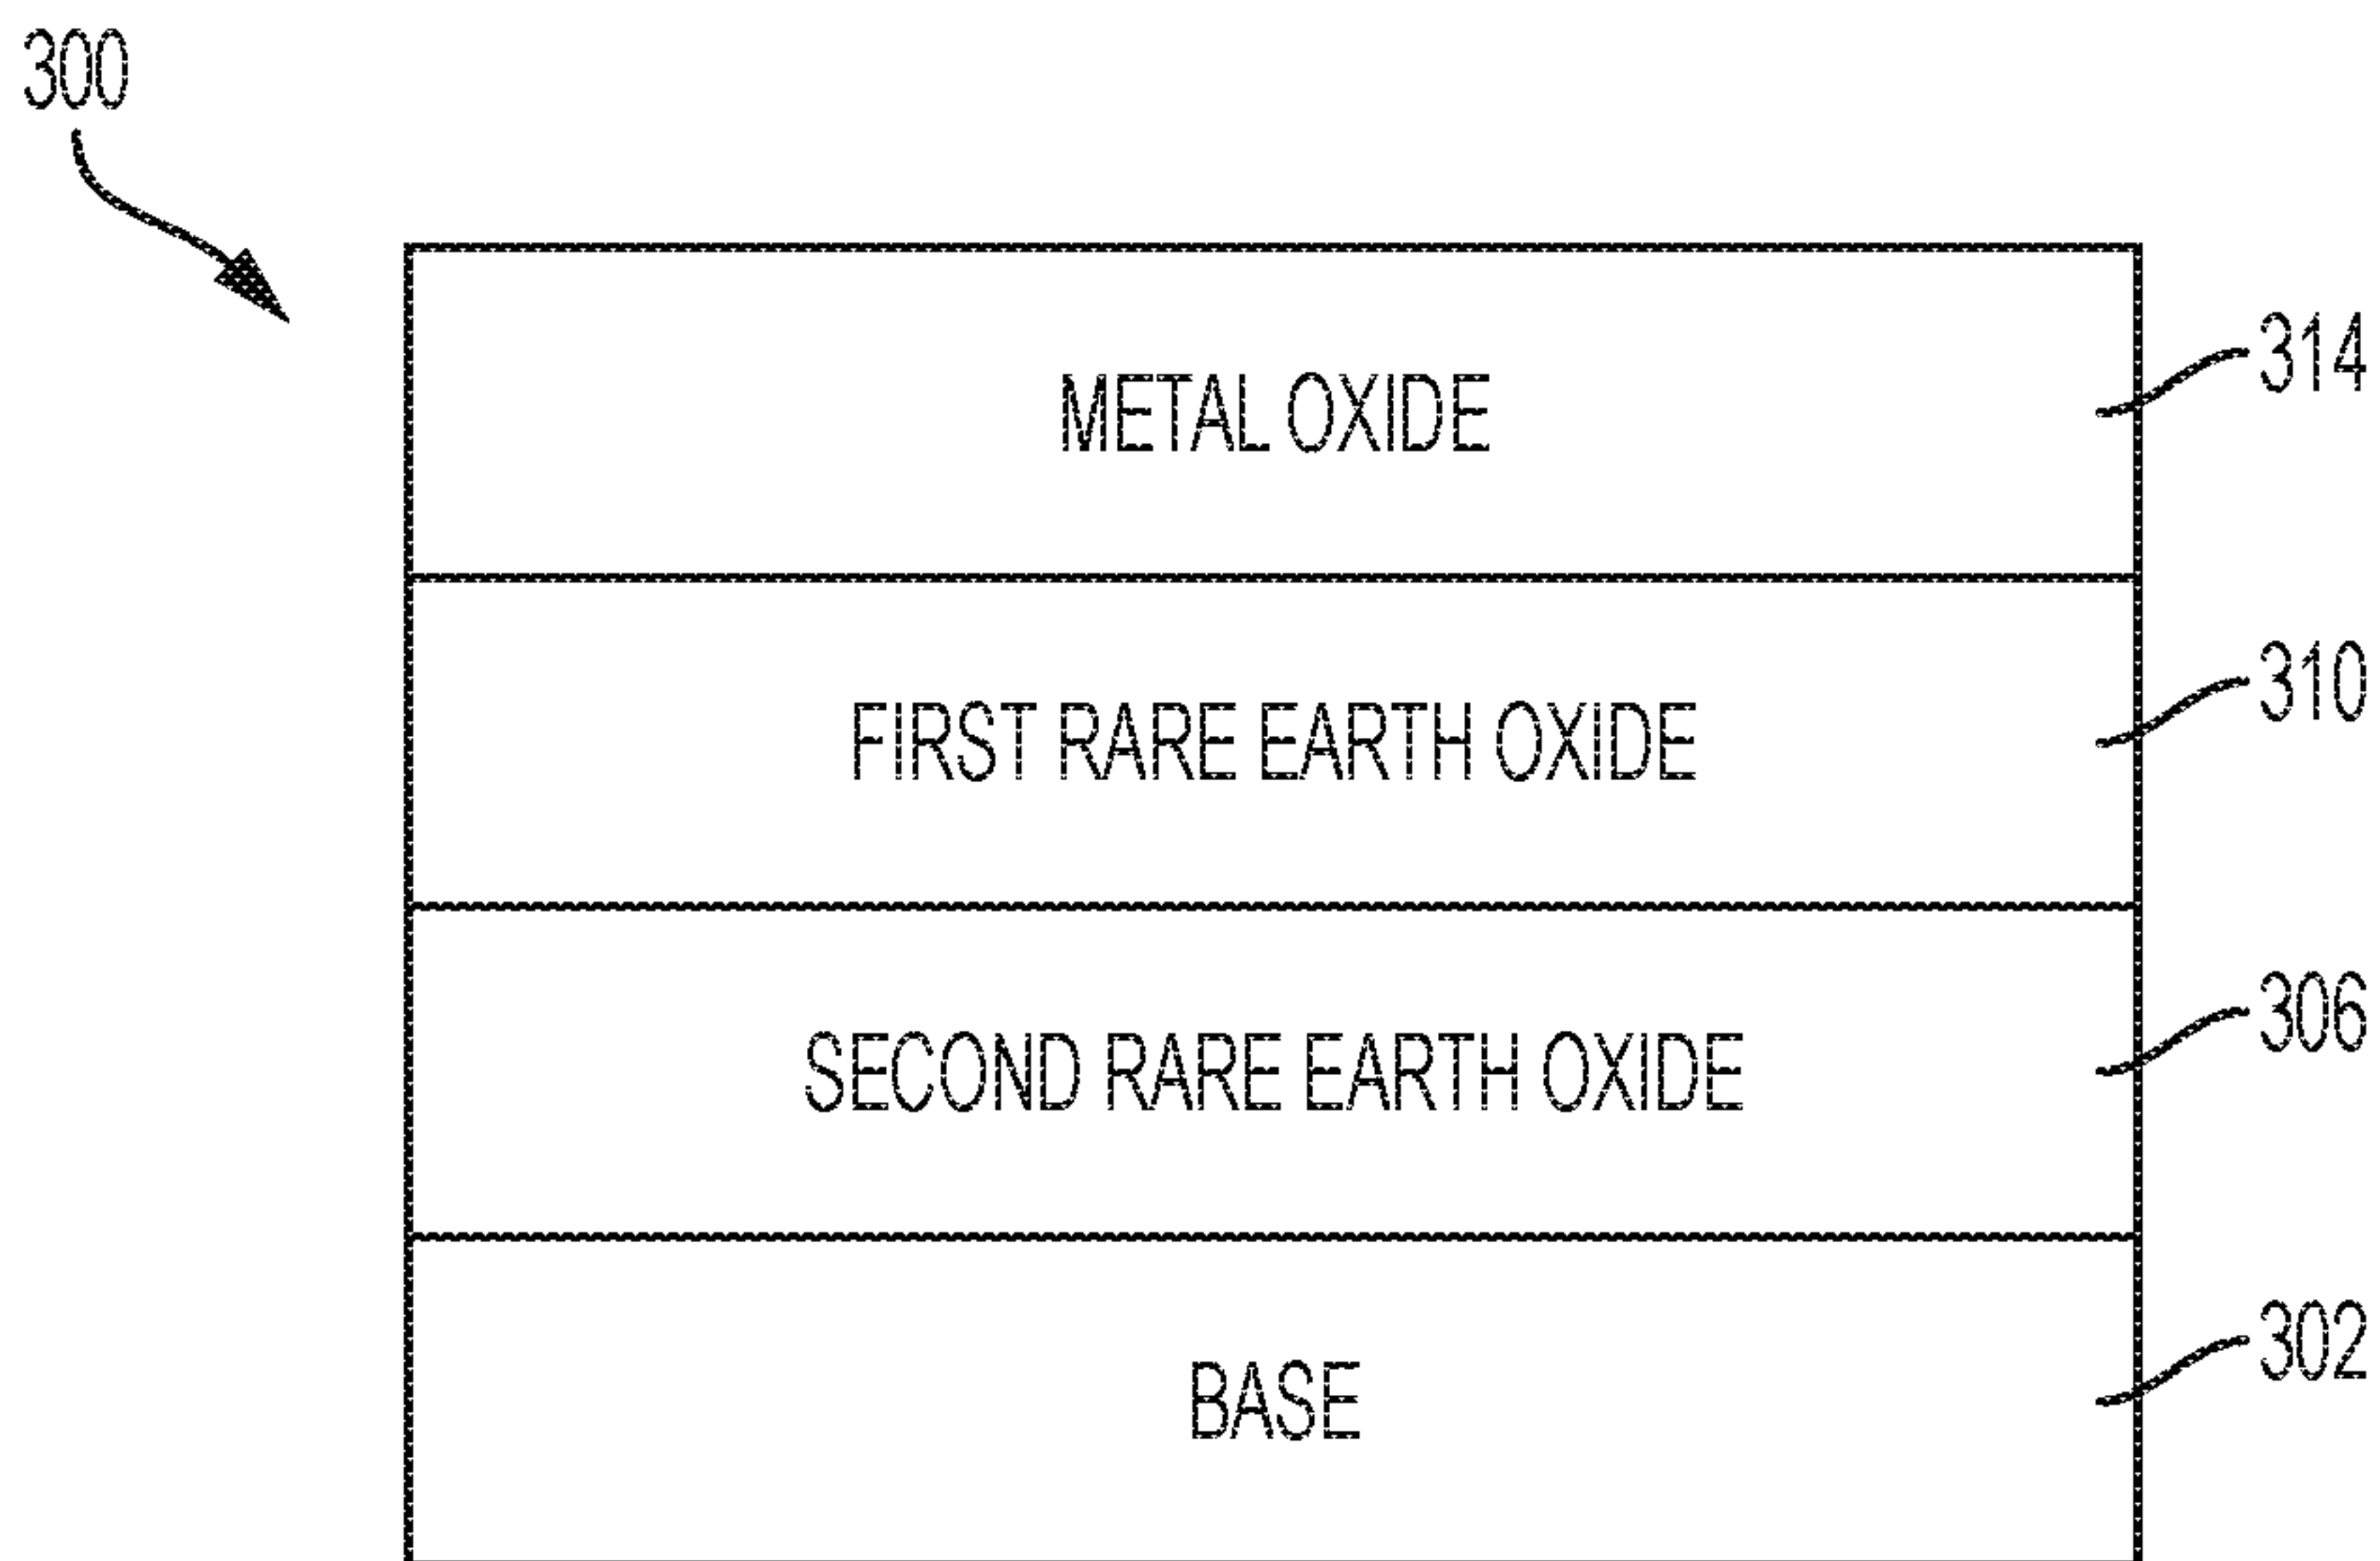 300
METAL OXIDE
314
FIRST RARE EARTH OXIDE
310
SECOND RARE EARTH OXIDE
306
BASE
302